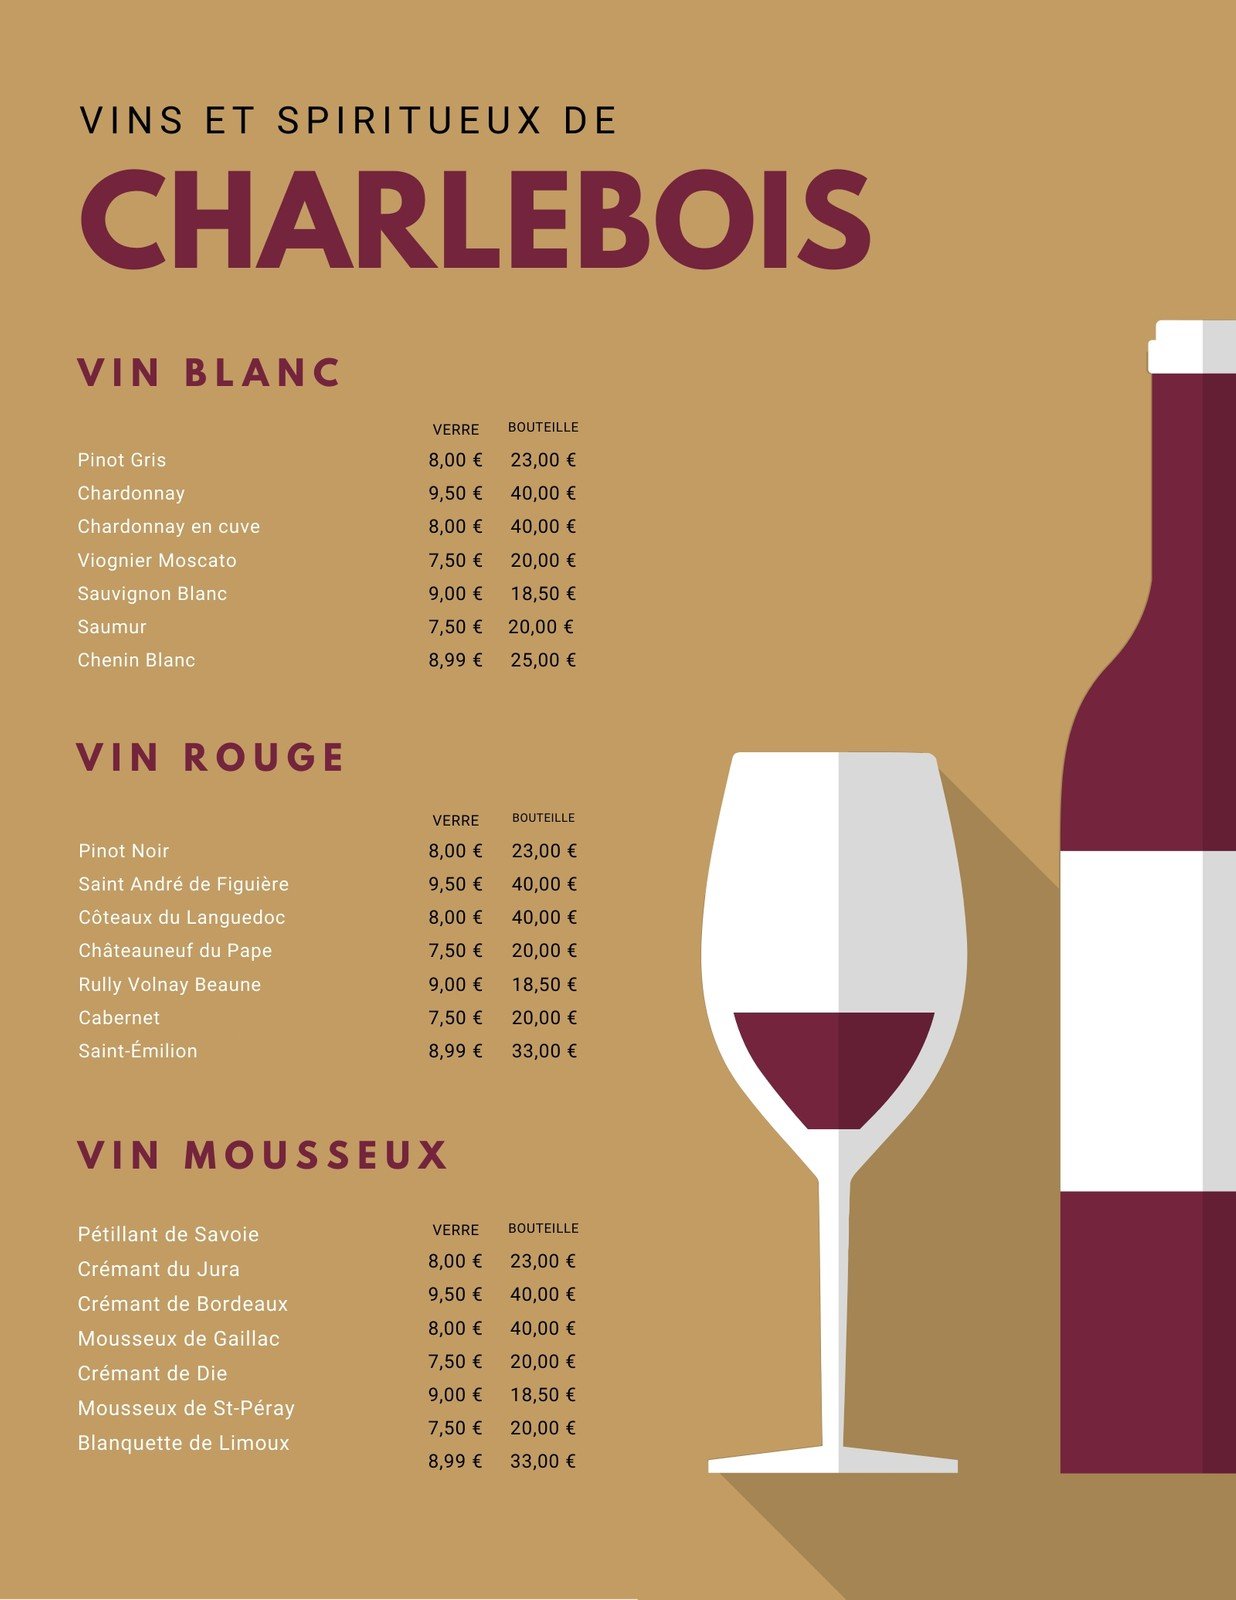 VINS ET SPIRITUEUX DE
CHARLEBOIS
VIN BLANC
VERRE BOUTEILLE
Pinot Gris 8,00 € 23,00 €
Chardonnay 9,50 € 40,00 €
Chardonnay en cuve 8,00 € 40,00 €
Viognier Moscato 7,50 € 20,00 €
Sauvignon Blanc 9,00 € 18,50 €
Saumur 7,50 € 20,00 €
Chenin Blanc 8,99 € 25,00 €
VIN ROUGE
VERRE BOUTEILLE
Pinot Noir 8,00 € 23,00 €
Saint André de Figuière 9,50 € 40,00 €
Côteaux du Languedoc 8,00 € 40,00 €
Châteauneuf du Pape 7,50 € 20,00 €
Rully Volnay Beaune 9,00 € 18,50 €
Cabernet 7,50 € 20,00 €
Saint-Émilion 8,99 € 33,00 €
VIN MOUSSEUX
VERRE BOUTEILLE
Pétillant de Savoie 8,00 € 23,00 €
Crémant du Jura 9,50 € 40,00 €
Crémant de Bordeaux 8,00 € 40,00 €
Mousseux de Gaillac 7,50 € 20,00 €
Crémant de Die 9,00 € 18,50 €
Mousseux de St-Péray 7,50 € 20,00 €
Blanquette de Limoux 8,99 € 33,00 €